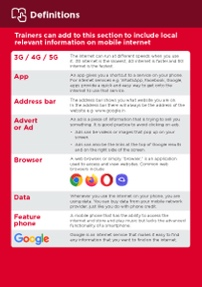 Definitions
Trainers can add to this section to include local
relevant information on mobile internet
3G / 4G / 5G
The internet can run at different speeds when you use
it. 3G internet is the slowest, 4G internet is faster and 5G
internet is the fastest.
App
An app gives you a shortcut to a service on your phone
(for internet services e.g. WhatsApp, Facebook, Google
apps) provide a quick and easy way to get onto the
internet to use that service.
Address bar
The address bar shows you what website you are on.
In the address bar there will always be the address of the
website e.g. www.google.in
Advert
or Ad
An ad is a piece of information that is trying to sell you
something. It is good practice to avoid clicking on ads.
• Ads can be videos or images that pop up on your
screen
• Ads can also be the links at the top of Google results
and on the right side of the screen.
Browser
A web browser or simply 'browser' is an application
used to access and view websites. Common web
browsers include:
Data
Whenever you use the internet on your phone, you are
using data. You can buy data from your mobile network
provider, just like you do with phone credit.
Feature
phone
A mobile phone that has the ability to access the
internet and store and play music but lacks the advanced
functionality of a smartphone.
Google
Google is an internet service that makes it easy to find
any information that you want to find on the internet.